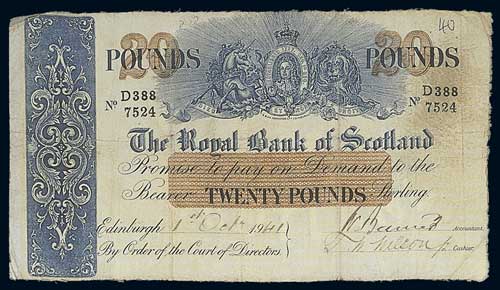 40
20 20
POUNDS POUNDS
D388 D388
Nº 7524 Nº 7524
The Royal Bank of Scotland
Promise to pay on Demand to the
Bearer TWENTY POUNDS Sterling.
Edinburgh 1st Octr 1941
Accountant.
By Order of the Court of Directors. Cashier.